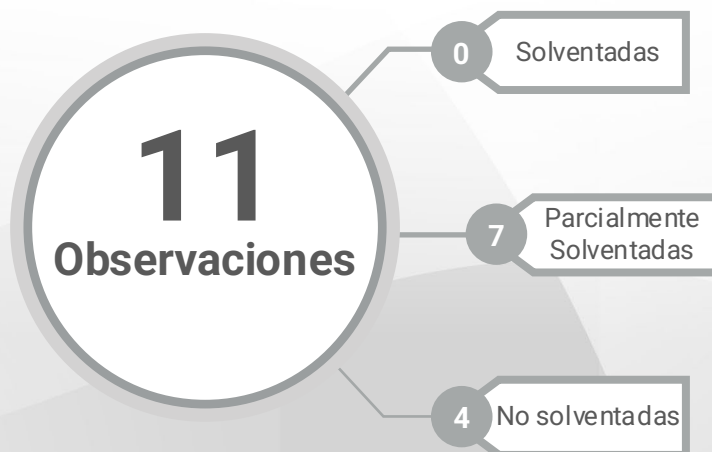 11
Observaciones
0
Solventadas
7
Parcialmente
Solventadas
4
No solventadas